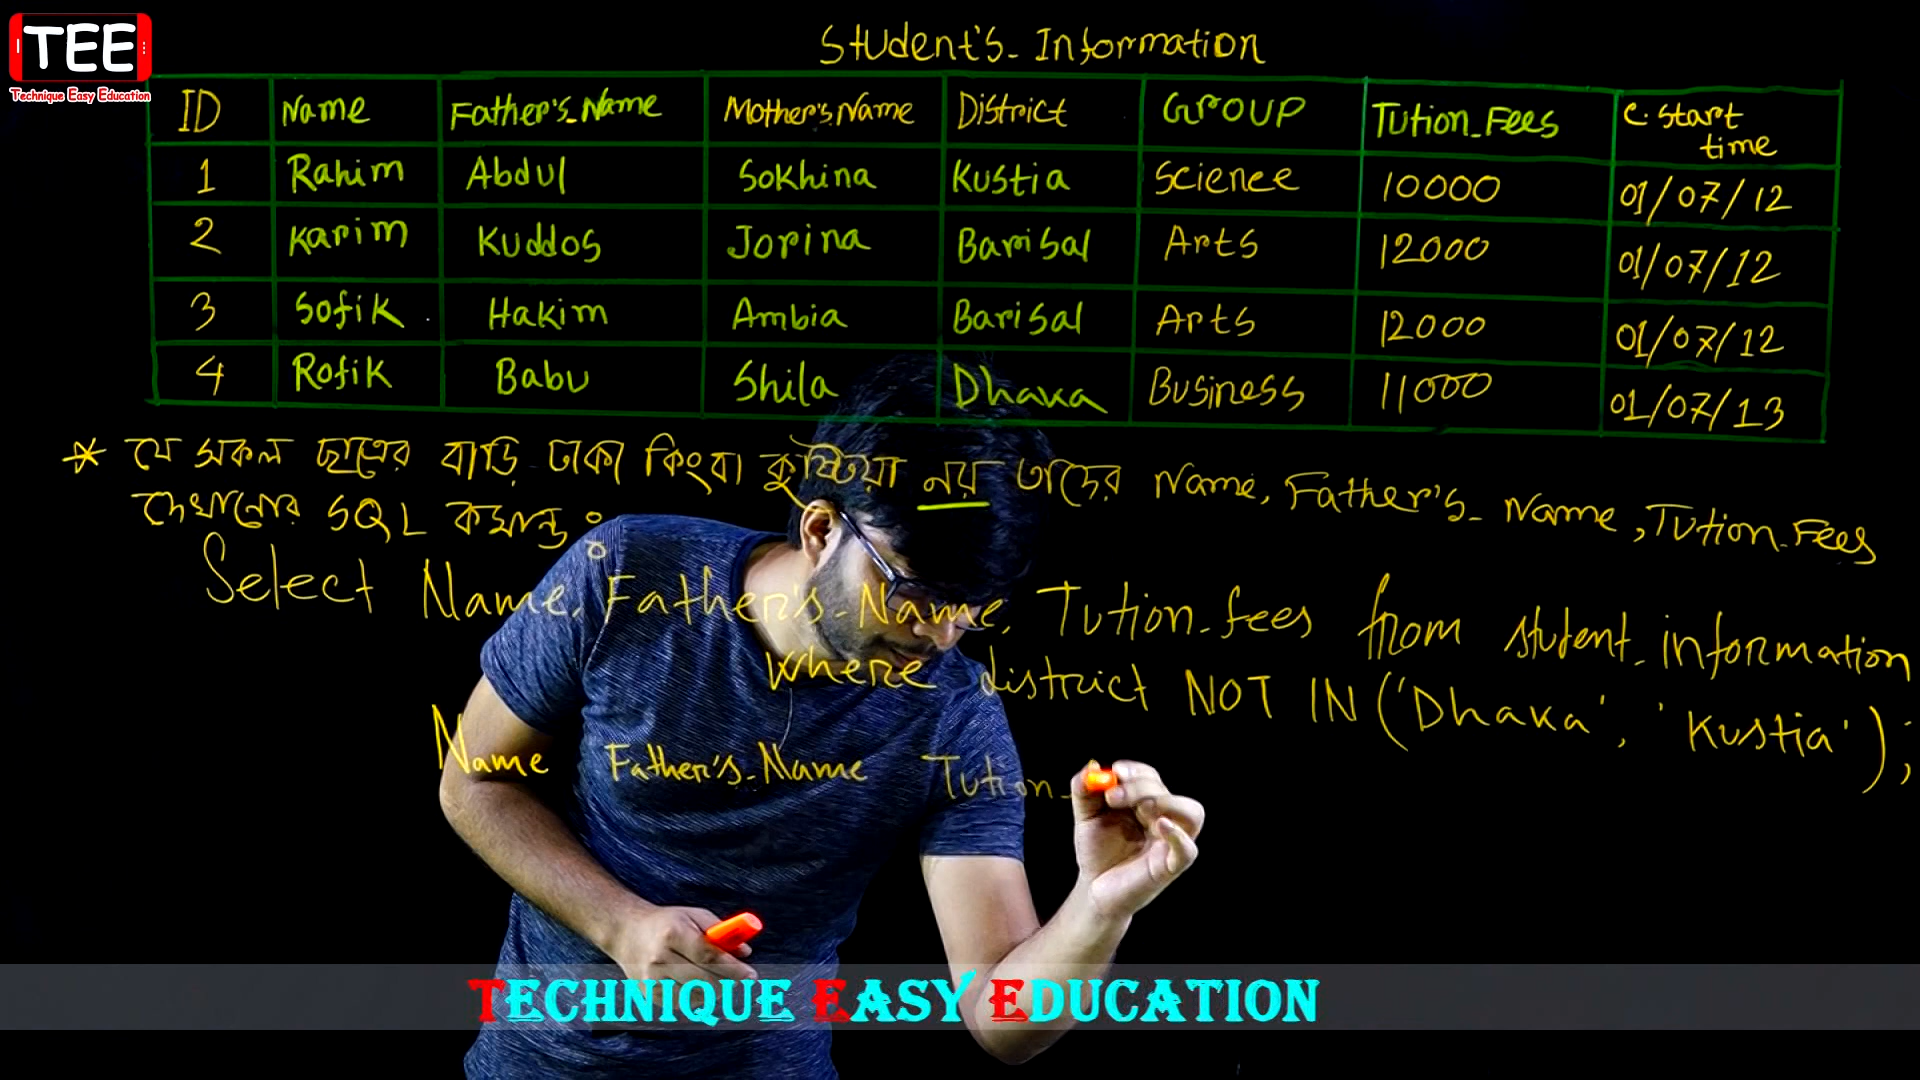 TEE
Technique Easy Education
Student's_Information
ID Name Father's_Name Mother's_Name District GROUP Tution_Fees C. Start time
1 Rahim Abdul Sokhina Kustia Science 10000 01/07/12
2 Karim Kuddos Jorina Barisal Arts 12000 01/07/12
3 Sofik Hakim Ambia Barisal Arts 12000 01/07/12
4 Rofik Babu Shila Dhaka Business 11000 01/07/13
* যে সকল ছাত্রের বাড়ি ঢাকা কিংবা কুষ্টিয়া নয় তাদের Name, Father's_Name, Tution_Fees
দেখানোর SQL কমান্ড ঃ
Select Name, Father's_Name, Tution_fees from student_information
where district NOT IN ('Dhaka', 'Kustia');
Name Father's_Name Tution_
TECHNIQUE EASY EDUCATION